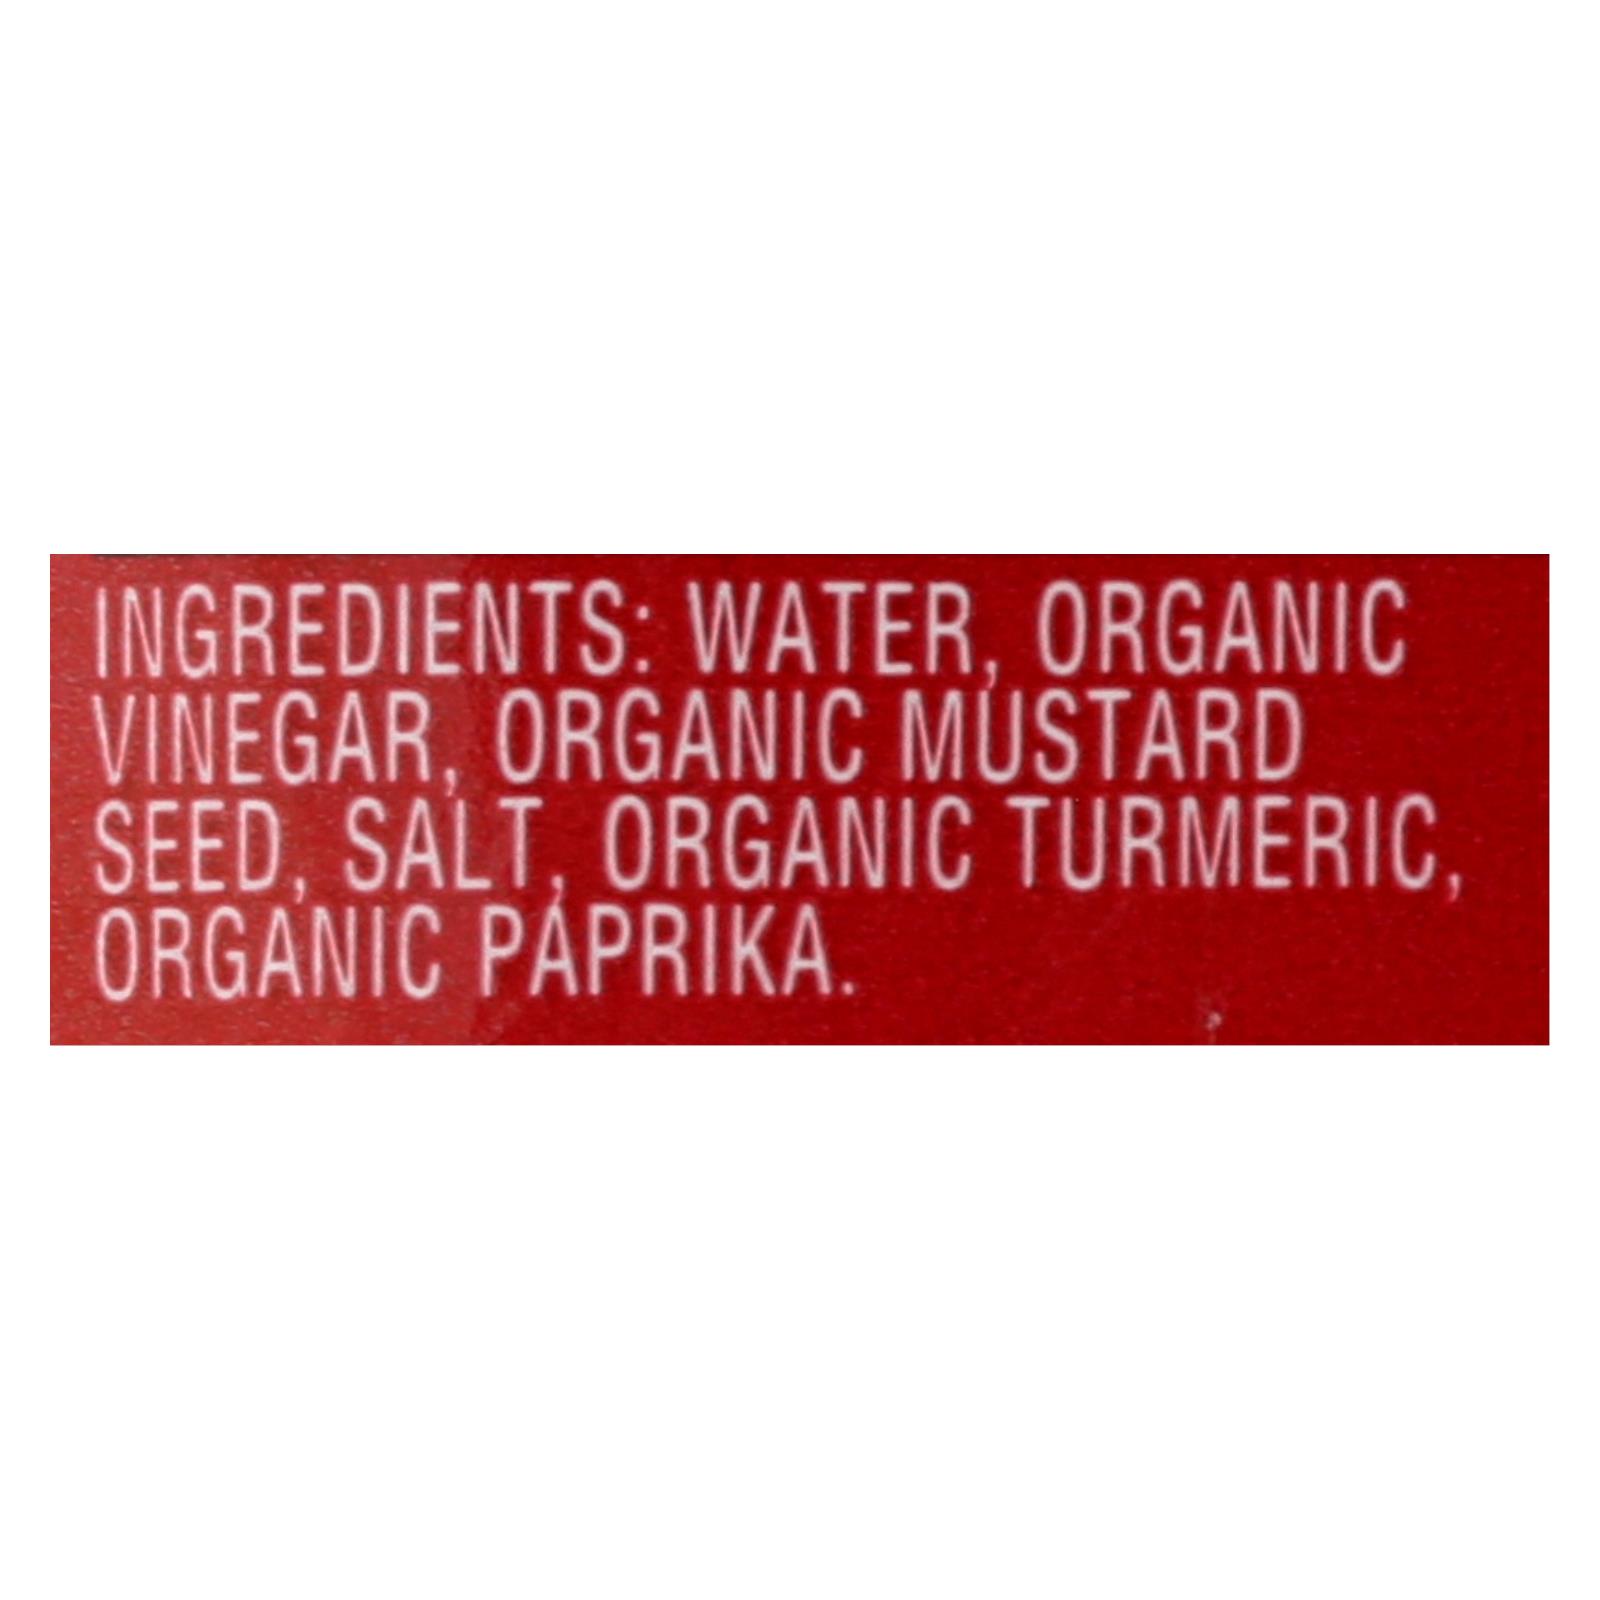 INGREDIENTS: WATER, ORGANIC
VINEGAR, ORGANIC MUSTARD
SEED, SALT, ORGANIC TURMERIC,
ORGANIC PAPRIKA.